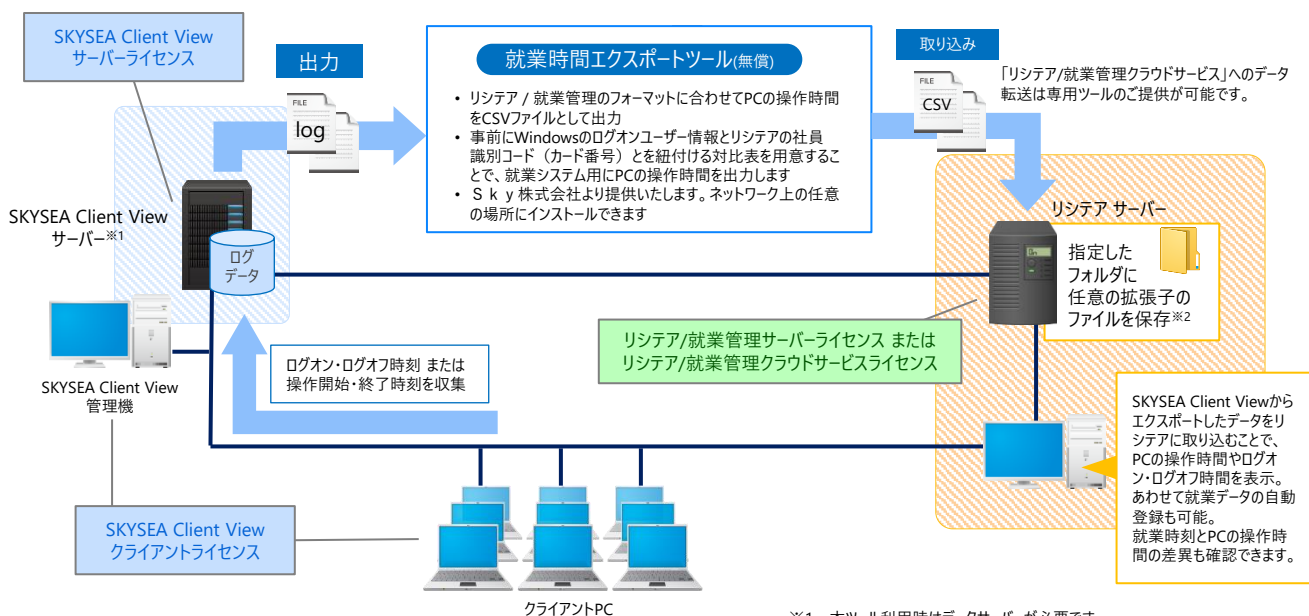 SKYSEA Client View
サーバーライセンス
出力
FILE
log
就業時間エクスポートツール(無償)
• リシテア / 就業管理のフォーマットに合わせてPCの操作時間
をCSVファイルとして出力
• 事前にWindowsのログオンユーザー情報とリシテアの社員
識別コード（カード番号）とを紐付ける対比表を用意するこ
とで、就業システム用にPCの操作時間を出力します
• Ｓｋｙ株式会社より提供いたします。ネットワーク上の任意
の場所にインストールできます
取り込み
FILE
CSV
「リシテア/就業管理クラウドサービス」へのデータ
転送は専用ツールのご提供が可能です。
SKYSEA Client View
サーバー※1
ログ
データ
リシテア サーバー
指定した
フォルダに
任意の拡張子の
ファイルを保存※2
リシテア/就業管理サーバーライセンス または
リシテア/就業管理クラウドサービスライセンス
ログオン・ログオフ時刻 または
操作開始・終了時刻を収集
SKYSEA Client View
管理機
SKYSEA Client Viewから
エクスポートしたデータをリ
シテアに取り込むことで、
PCの操作時間やログオ
ン・ログオフ時間を表示。
あわせて就業データの自動
登録も可能。
就業時刻とPCの操作時
間の差異も確認できます。
SKYSEA Client View
クライアントライセンス
クライアントPC
※1 本ツール利用時はデータサーバーが必要です